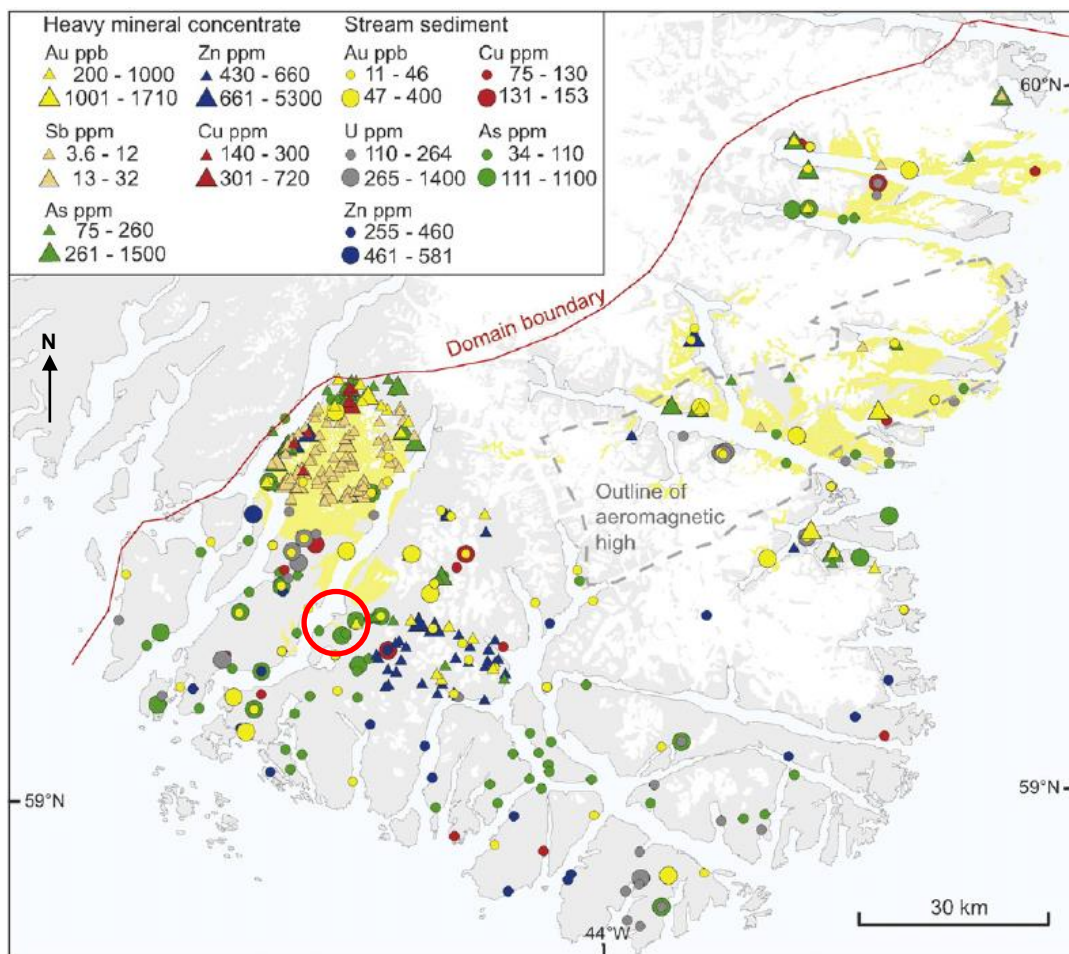 Heavy mineral concentrate
Stream sediment
Au ppb
200 - 1000
1001 - 1710
Zn ppm
430 - 660
661 - 5300
Au ppb
11 - 46
47 - 400
Cu ppm
75 - 130
131 - 153
Sb ppm
3.6 - 12
13 - 32
Cu ppm
140 - 300
301 - 720
U ppm
110 - 264
265 - 1400
As ppm
34 - 110
111 - 1100
As ppm
75 - 260
261 - 1500
Zn ppm
255 - 460
461 - 581
60°N
N
Domain boundary
Outline of
aeromagnetic
high
59°N
59°N
30 km
44°W